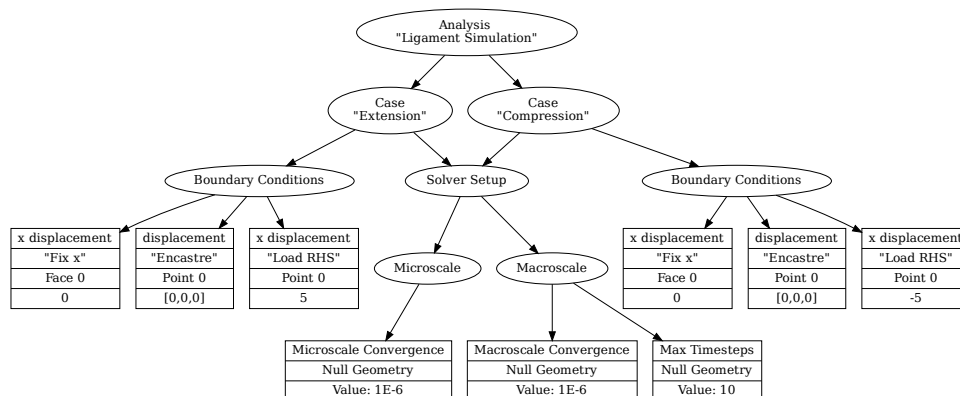 Analysis
"Ligament Simulation"
Case
"Extension"
Case
"Compression"
Boundary Conditions
Solver Setup
Boundary Conditions
x displacement
"Fix x"
Face 0
0
displacement
"Encastre"
Point 0
[0,0,0]
x displacement
"Load RHS"
Point 0
5
Microscale
Macroscale
x displacement
"Fix x"
Face 0
0
displacement
"Encastre"
Point 0
[0,0,0]
x displacement
"Load RHS"
Point 0
-5
Microscale Convergence
Null Geometry
Value: 1E-6
Macroscale Convergence
Null Geometry
Value: 1E-6
Max Timesteps
Null Geometry
Value: 10